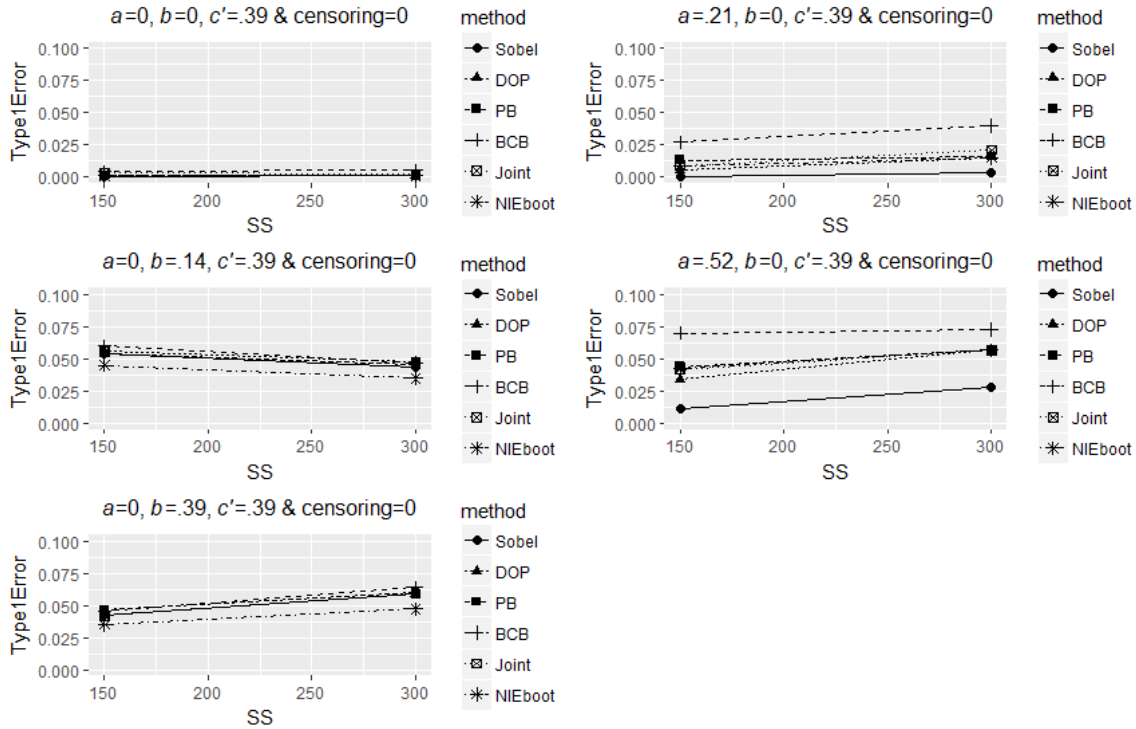 a=0, b=0, c'=.39 & censoring=0
method
Sobel
DOP
PB
BCB
Joint
NIEboot
Type1Error
0.100
0.075
0.050
0.025
0.000
150 200 250 300
SS
a=.21, b=0, c'=.39 & censoring=0
method
Sobel
DOP
PB
BCB
Joint
NIEboot
Type1Error
0.100
0.075
0.050
0.025
0.000
150 200 250 300
SS
a=0, b=.14, c'=.39 & censoring=0
method
Sobel
DOP
PB
BCB
Joint
NIEboot
Type1Error
0.100
0.075
0.050
0.025
0.000
150 200 250 300
SS
a=.52, b=0, c'=.39 & censoring=0
method
Sobel
DOP
PB
BCB
Joint
NIEboot
Type1Error
0.100
0.075
0.050
0.025
0.000
150 200 250 300
SS
a=0, b=.39, c'=.39 & censoring=0
method
Sobel
DOP
PB
BCB
Joint
NIEboot
Type1Error
0.100
0.075
0.050
0.025
0.000
150 200 250 300
SS